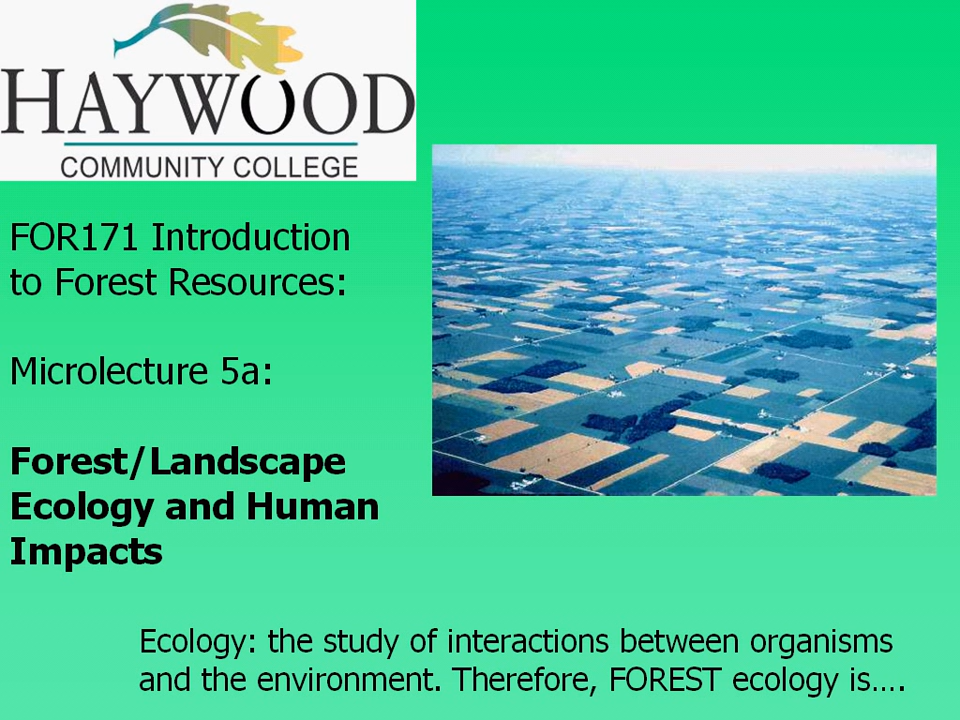 HAYWOOD
COMMUNITY COLLEGE
FOR171 Introduction
to Forest Resources:
Microlecture 5a:
Forest/Landscape
Ecology and Human
Impacts
Ecology: the study of interactions between organisms
and the environment. Therefore, FOREST ecology is….